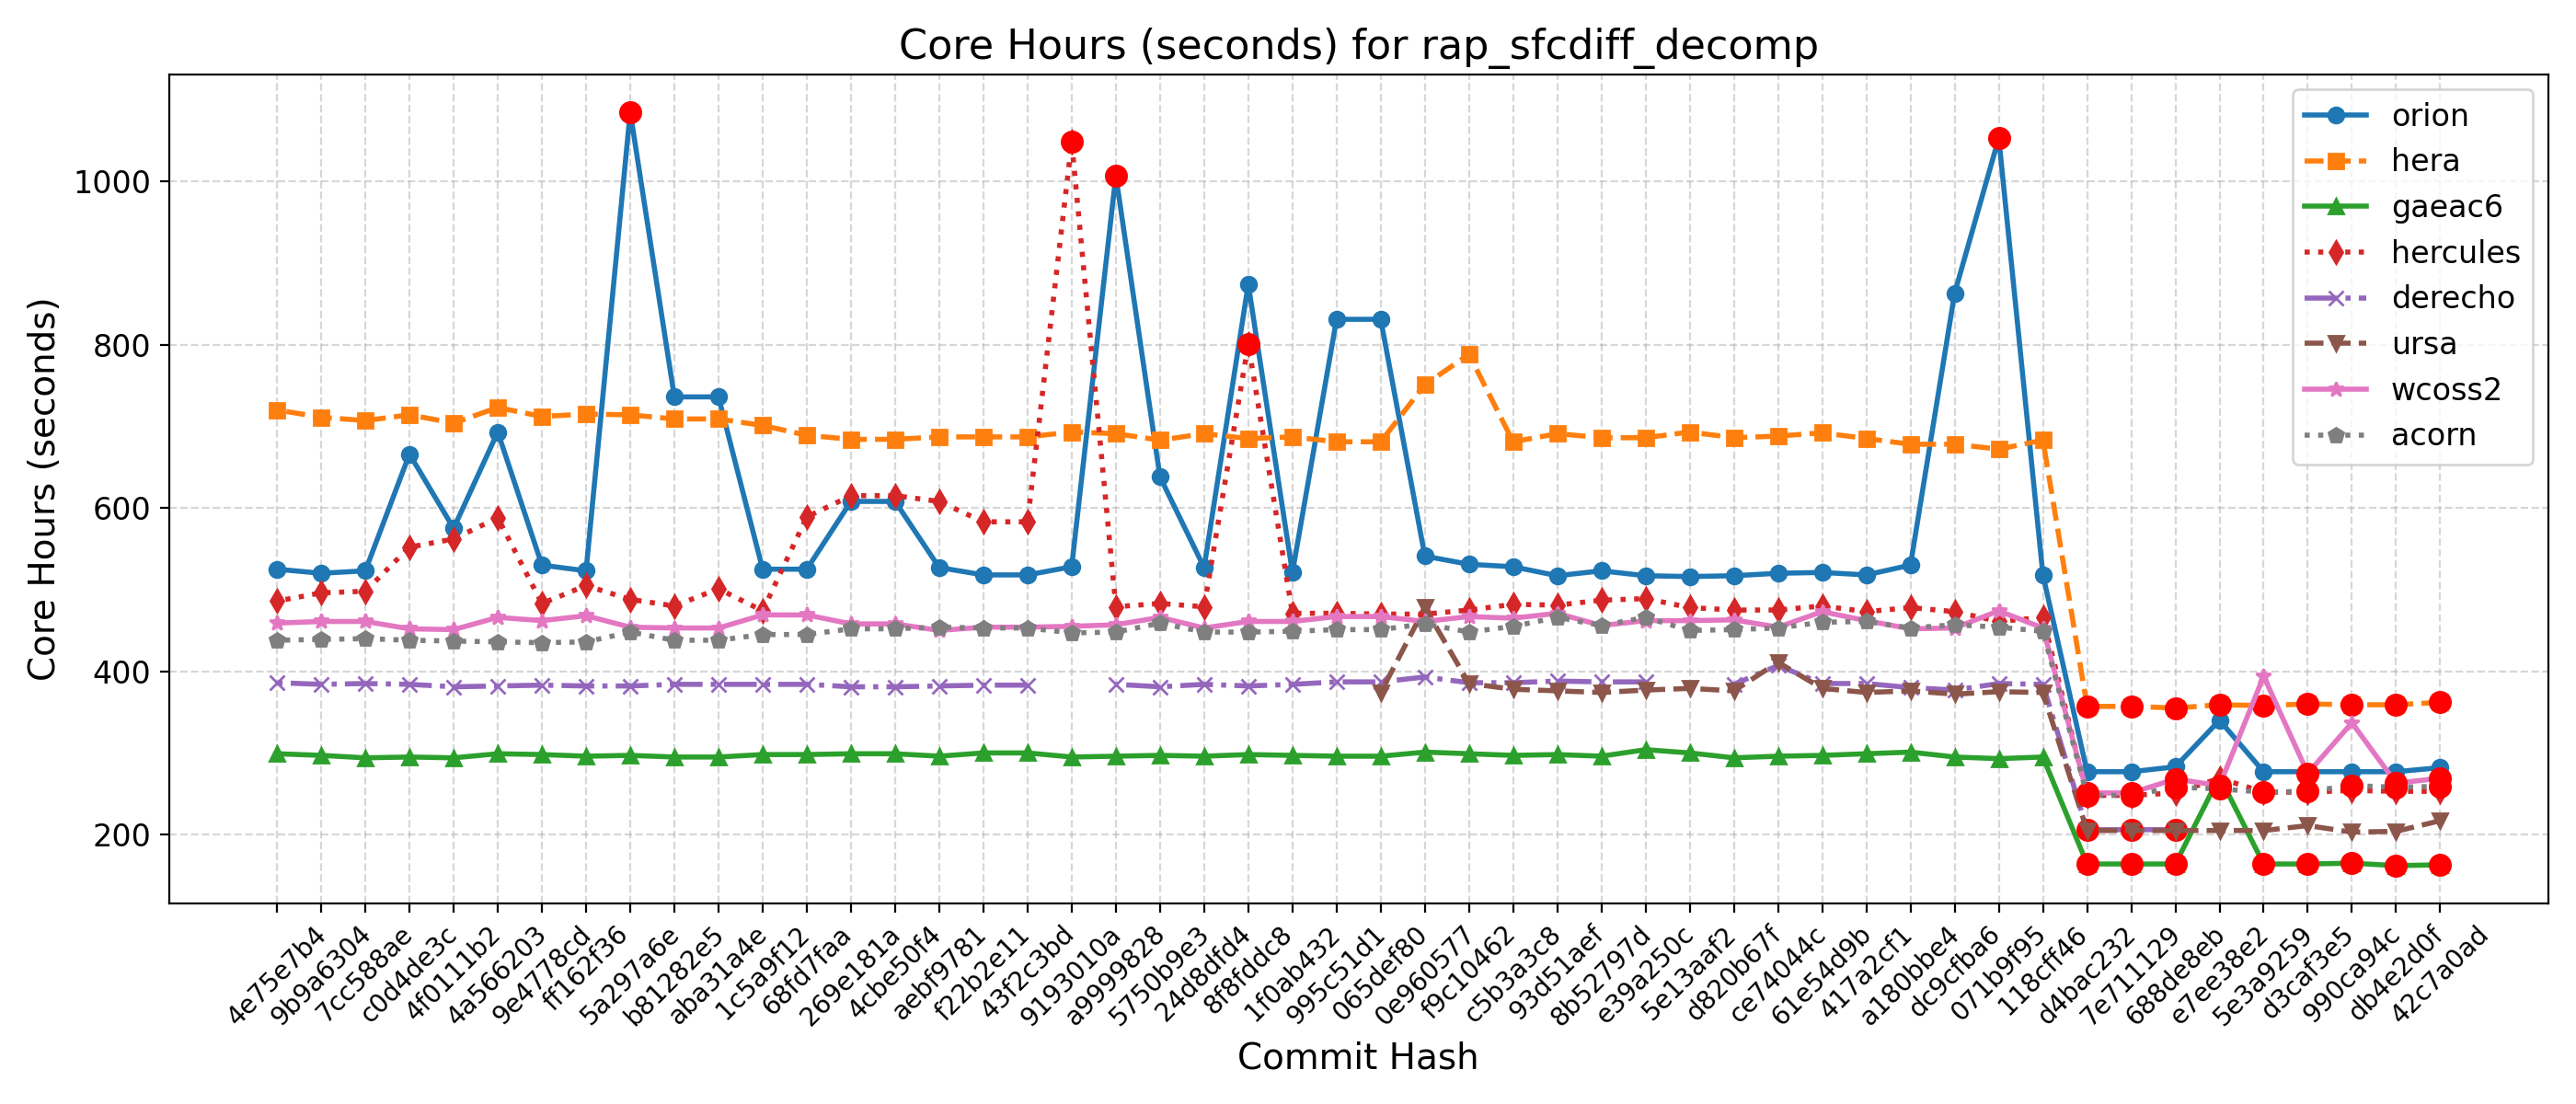 Core Hours (seconds) for rap_sfcdiff_decomp
Core Hours (seconds)
1000
800
600
400
200
orion
hera
gaeac6
hercules
derecho
ursa
wcoss2
acorn
4e75e7b4
9b9a6304
7cc588ae
c0d4de3c
4f0111b2
4a566203
9e4778cd
ff162f36
5a297a6e
b81282e5
aba31a4e
1c5a9f12
68fd7faa
269e181a
4cbe50f4
aebf9781
f22b2e11
43f2c3bd
9193010a
a9999828
5750b9e3
24d8dfd4
8f8fddc8
1f0ab432
995c51d1
065def80
0e960577
f9c10462
c5b3a3c8
93d51aef
8b52797d
e39a250c
5e13aaf2
d820b67f
ce74044c
61e54d9b
417a2cf1
a180bbe4
dc9cfba6
071b9f95
118cff46
d4bac232
7e711129
688de8eb
e7ee38e2
5e3a9259
d3caf3e5
990ca94c
db4e2d0f
42c7a0ad
Commit Hash